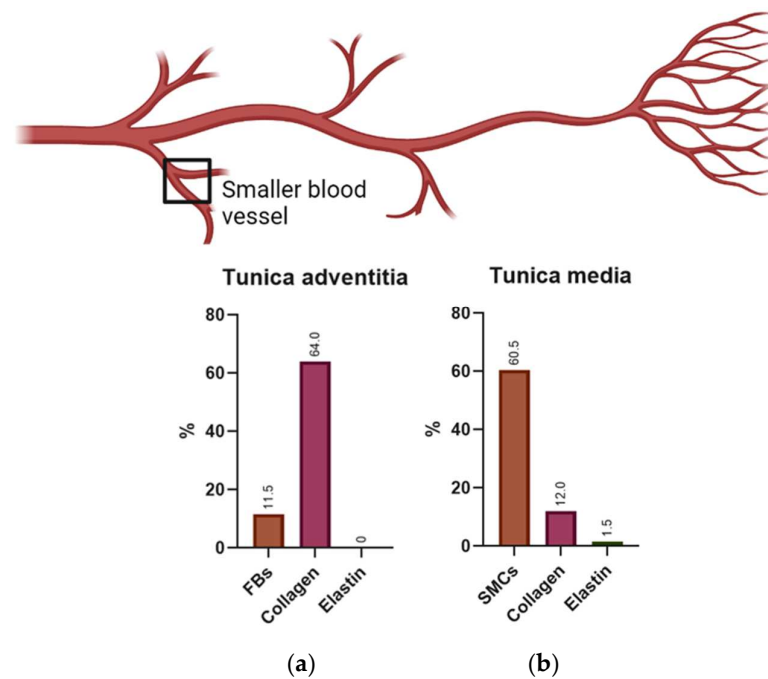 Smaller blood
vessel
Tunica adventitia
Tunica media
80
60
40
20
0
%
11.5
64.0
0
FBs
Collagen
Elastin
80
60
40
20
0
%
60.5
12.0
1.5
SMCs
Collagen
Elastin
(a)
(b)